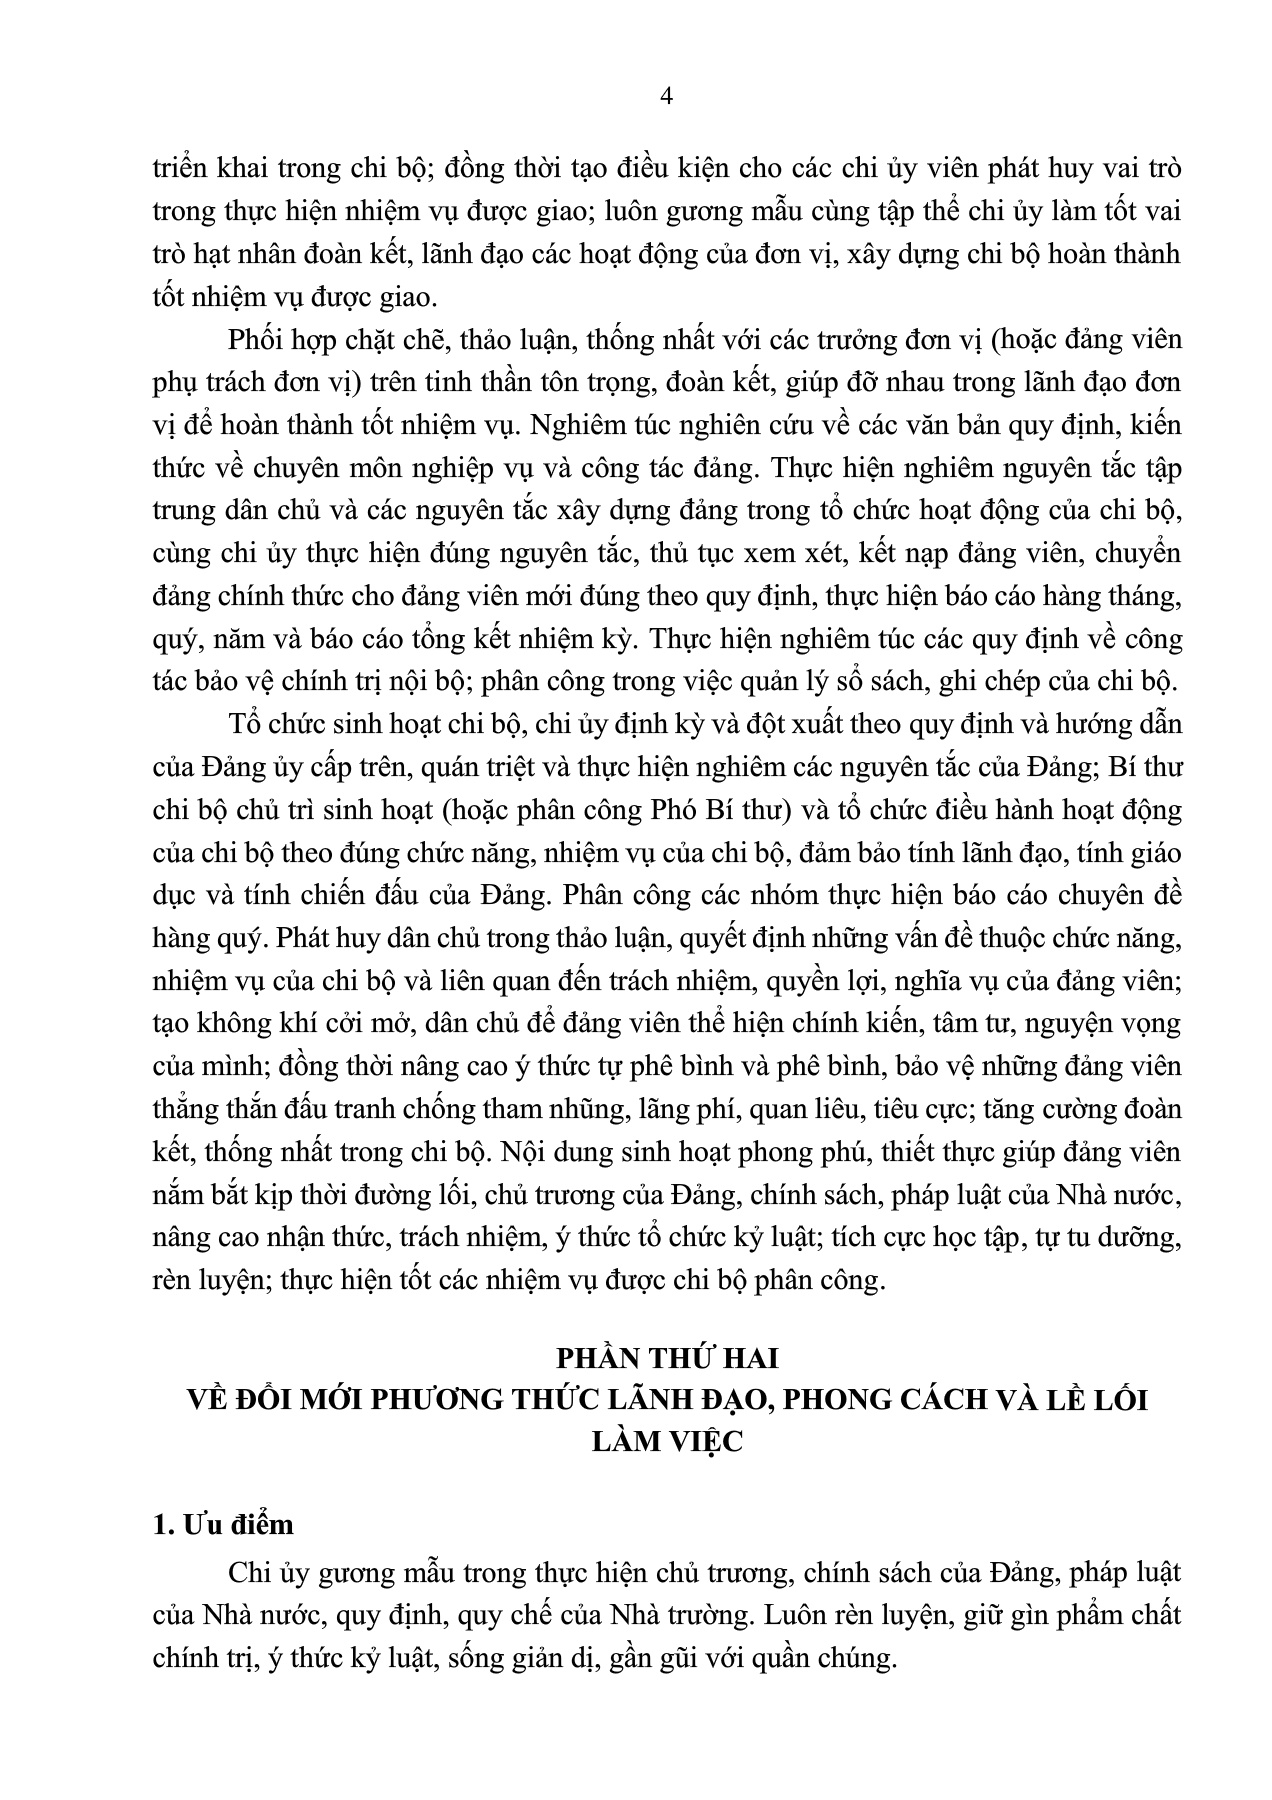 4
triển khai trong chi bộ; đồng thời tạo điều kiện cho các chi ủy viên phát huy vai trò
trong thực hiện nhiệm vụ được giao; luôn gương mẫu cùng tập thể chi ủy làm tốt vai
trò hạt nhân đoàn kết, lãnh đạo các hoạt động của đơn vị, xây dựng chi bộ hoàn thành
tốt nhiệm vụ được giao.
Phối hợp chặt chẽ, thảo luận, thống nhất với các trưởng đơn vị (hoặc đảng viên
phụ trách đơn vị) trên tinh thần tôn trọng, đoàn kết, giúp đỡ nhau trong lãnh đạo đơn
vị để hoàn thành tốt nhiệm vụ. Nghiêm túc nghiên cứu về các văn bản quy định, kiến
thức về chuyên môn nghiệp vụ và công tác đảng. Thực hiện nghiêm nguyên tắc tập
trung dân chủ và các nguyên tắc xây dựng đảng trong tổ chức hoạt động của chi bộ,
cùng chi ủy thực hiện đúng nguyên tắc, thủ tục xem xét, kết nạp đảng viên, chuyển
đảng chính thức cho đảng viên mới đúng theo quy định, thực hiện báo cáo hàng tháng,
quý, năm và báo cáo tổng kết nhiệm kỳ. Thực hiện nghiêm túc các quy định về công
tác bảo vệ chính trị nội bộ; phân công trong việc quản lý sổ sách, ghi chép của chi bộ.
Tổ chức sinh hoạt chi bộ, chi ủy định kỳ và đột xuất theo quy định và hướng dẫn
của Đảng ủy cấp trên, quán triệt và thực hiện nghiêm các nguyên tắc của Đảng; Bí thư
chi bộ chủ trì sinh hoạt (hoặc phân công Phó Bí thư) và tổ chức điều hành hoạt động
của chi bộ theo đúng chức năng, nhiệm vụ của chi bộ, đảm bảo tính lãnh đạo, tính giáo
dục và tính chiến đấu của Đảng. Phân công các nhóm thực hiện báo cáo chuyên đề
hàng quý. Phát huy dân chủ trong thảo luận, quyết định những vấn đề thuộc chức năng,
nhiệm vụ của chi bộ và liên quan đến trách nhiệm, quyền lợi, nghĩa vụ của đảng viên;
tạo không khí cởi mở, dân chủ để đảng viên thể hiện chính kiến, tâm tư, nguyện vọng
của mình; đồng thời nâng cao ý thức tự phê bình và phê bình, bảo vệ những đảng viên
thẳng thắn đấu tranh chống tham nhũng, lãng phí, quan liêu, tiêu cực; tăng cường đoàn
kết, thống nhất trong chi bộ. Nội dung sinh hoạt phong phú, thiết thực giúp đảng viên
nắm bắt kịp thời đường lối, chủ trương của Đảng, chính sách, pháp luật của Nhà nước,
nâng cao nhận thức, trách nhiệm, ý thức tổ chức kỷ luật; tích cực học tập, tự tu dưỡng,
rèn luyện; thực hiện tốt các nhiệm vụ được chi bộ phân công.
PHẦN THỨ HAI
VỀ ĐỔI MỚI PHƯƠNG THỨC LÃNH ĐẠO, PHONG CÁCH VÀ LỀ LỐI
LÀM VIỆC
1. Ưu điểm
Chi ủy gương mẫu trong thực hiện chủ trương, chính sách của Đảng, pháp luật
của Nhà nước, quy định, quy chế của Nhà trường. Luôn rèn luyện, giữ gìn phẩm chất
chính trị, ý thức kỷ luật, sống giản dị, gần gũi với quần chúng.